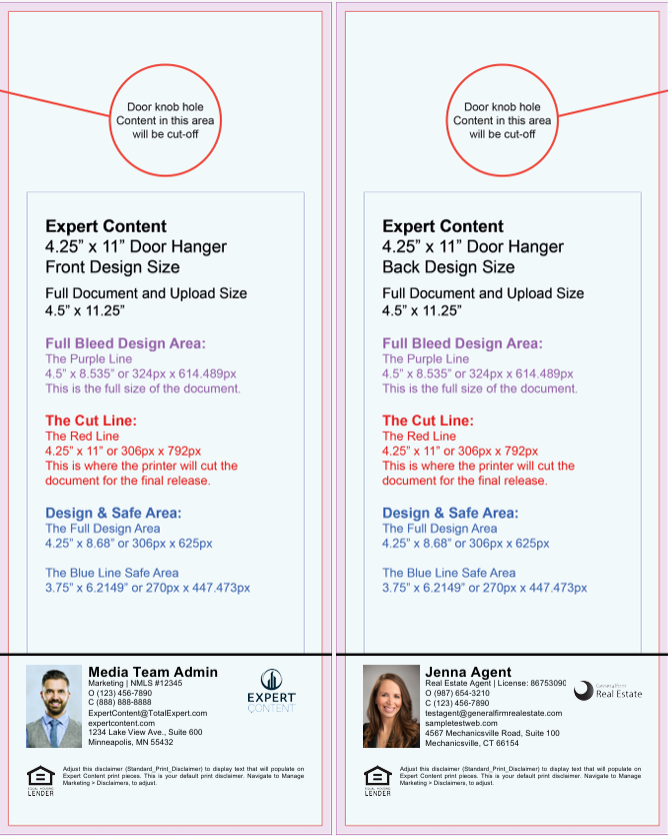 Door knob hole
Content in this area
will be cut-off
Expert Content
4.25” x 11” Door Hanger
Front Design Size
Full Document and Upload Size
4.5” x 11.25”
Full Bleed Design Area:
The Purple Line
4.5” x 8.535” or 324px x 614.489px
This is the full size of the document.
The Cut Line:
The Red Line
4.25” x 11” or 306px x 792px
This is where the printer will cut the
document for the final release.
Design & Safe Area:
The Full Design Area
4.25” x 8.68” or 306px x 625px
The Blue Line Safe Area
3.75” x 6.2149” or 270px x 447.473px
Media Team Admin
Marketing | NMLS #12345
O (123) 456-7890
C (888) 888-8888
ExpertContent@TotalExpert.com
expertcontent.com
1234 Lake View Ave., Suite 600
Minneapolis, MN 55432
EXPERT
CONTENT
EQUAL HOUSING
LENDER
Adjust this disclaimer (Standard_Print_Disclaimer) to display text that will populate on
Expert Content print pieces. This is your default print disclaimer. Navigate to Manage
Marketing > Disclaimers, to adjust.
Door knob hole
Content in this area
will be cut-off
Expert Content
4.25” x 11” Door Hanger
Back Design Size
Full Document and Upload Size
4.5” x 11.25”
Full Bleed Design Area:
The Purple Line
4.5” x 8.535” or 324px x 614.489px
This is the full size of the document.
The Cut Line:
The Red Line
4.25” x 11” or 306px x 792px
This is where the printer will cut the
document for the final release.
Design & Safe Area:
The Full Design Area
4.25” x 8.68” or 306px x 625px
The Blue Line Safe Area
3.75” x 6.2149” or 270px x 447.473px
Jenna Agent
Real Estate Agent | License: 8675309C
O (987) 654-3210
C (123) 456-7890
testagent@generalfirmrealestate.com
sampletestweb.com
4567 Mechanicsville Road, Suite 100
Mechanicsville, CT 66154
GeneralFirm
Real Estate
EQUAL HOUSING
LENDER
Adjust this disclaimer (Standard_Print_Disclaimer) to display text that will populate on
Expert Content print pieces. This is your default print disclaimer. Navigate to Manage
Marketing > Disclaimers, to adjust.